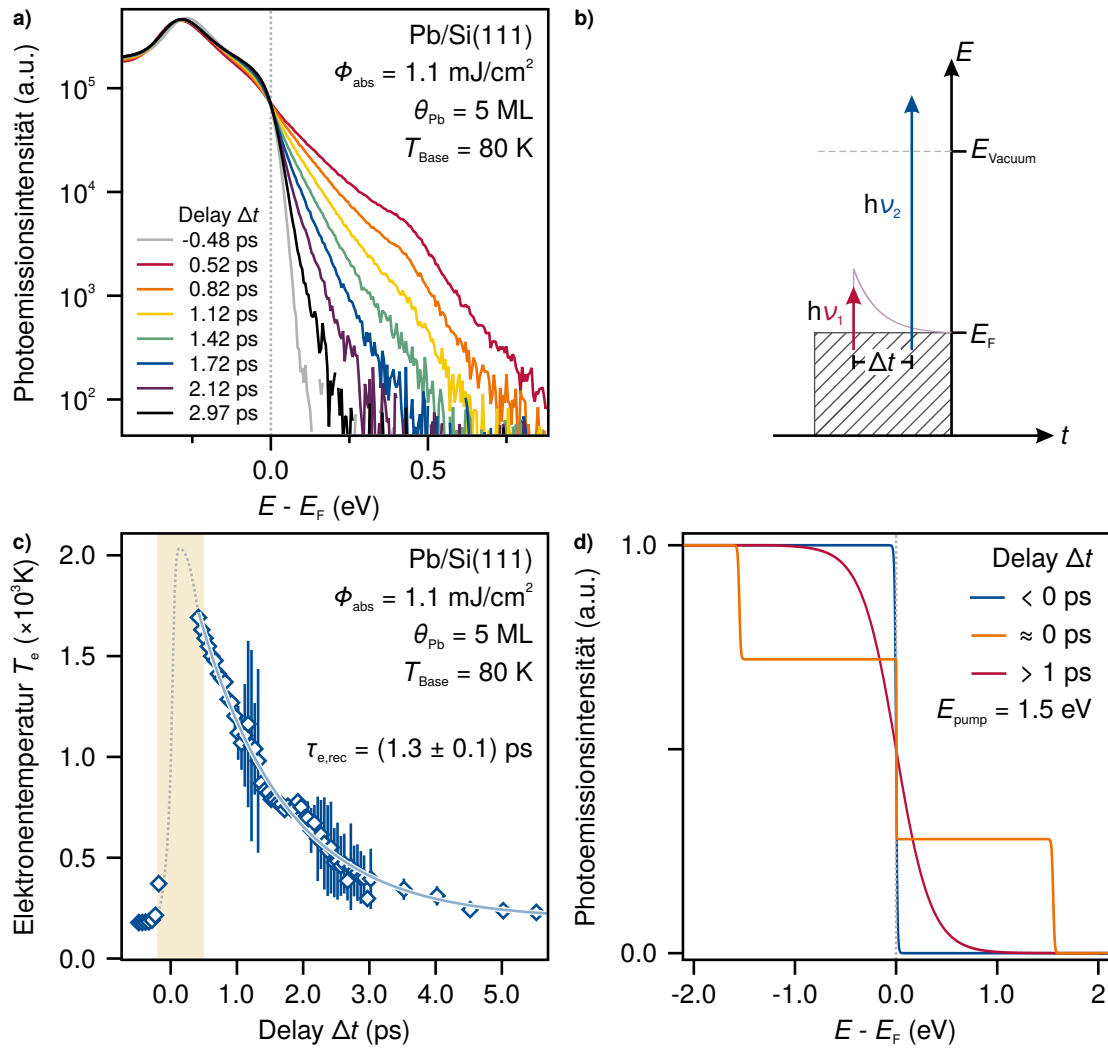 a)
Pb/Si(111)
ϕabs = 1.1 mJ/cm²
θPb = 5 ML
TBase = 80 K
Photoemissionsintensität (a.u.)
10⁵
10⁴
10³
10²
Delay Δt
-0.48 ps
0.52 ps
0.82 ps
1.12 ps
1.42 ps
1.72 ps
2.12 ps
2.97 ps
0.0
0.5
E - EF (eV)
b)
E
EVacuum
hν2
hν1
EF
Δt
t
c)
Pb/Si(111)
ϕabs = 1.1 mJ/cm²
θPb = 5 ML
TBase = 80 K
τe,rec = (1.3 ± 0.1) ps
Elektronentemperatur Te (×10³K)
2.0
1.5
1.0
0.5
0.0
0.0
1.0
2.0
3.0
4.0
5.0
Delay Δt (ps)
d)
Delay Δt
< 0 ps
≈ 0 ps
> 1 ps
Epump = 1.5 eV
Photoemissionsintensität (a.u.)
1.0
0.0
-2.0
-1.0
0.0
1.0
2.0
E - EF (eV)